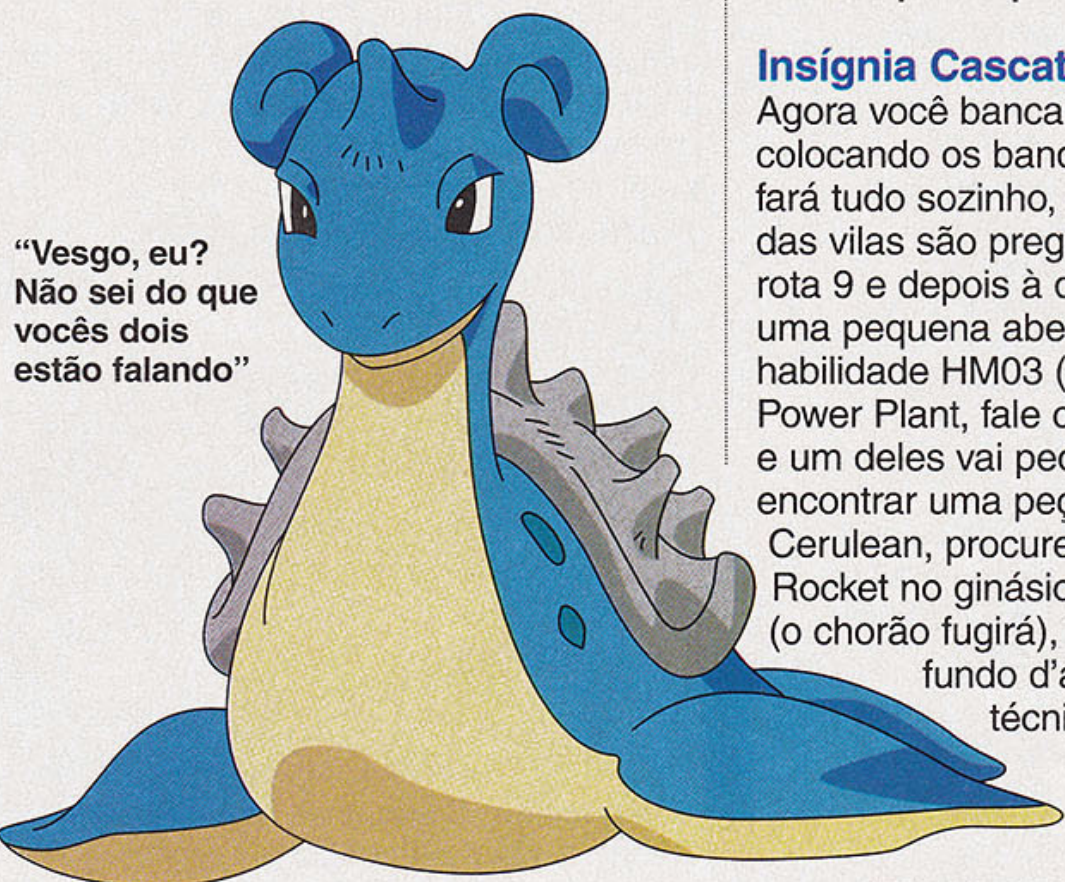 “Vesgo, eu?
Não sei do que
vocês dois
estão falando”
Insígnia Cascat
Agora você banca
colocando os band
fará tudo sozinho,
das vilas são preg
rota 9 e depois à d
uma pequena abe
habilidade HM03 (
Power Plant, fale c
e um deles vai ped
encontrar uma peç
Cerulean, procure
Rocket no ginásio
(o chorão fugirá),
fundo d'á
técni